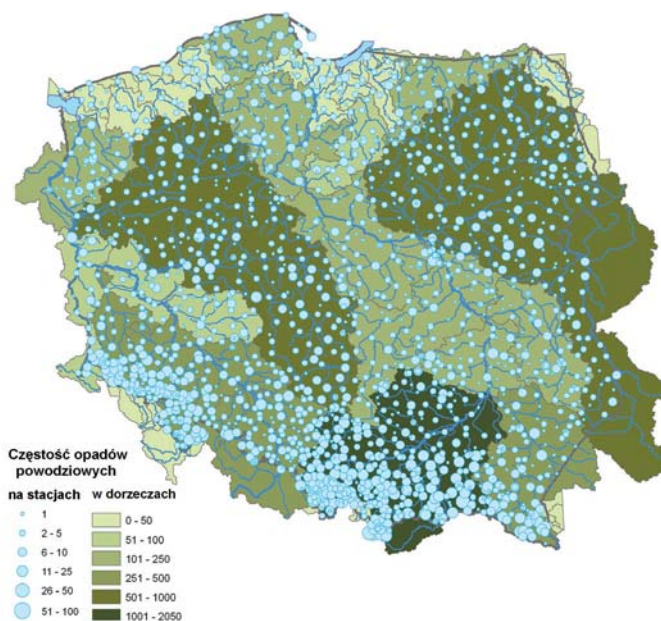 Częstość opadów
powodziowych
na stacjach
1
2 - 5
6 - 10
11 - 25
26 - 50
51 - 100
w dorzeczach
0 - 50
51 - 100
101 - 250
251 - 500
501 - 1000
1001 - 2050